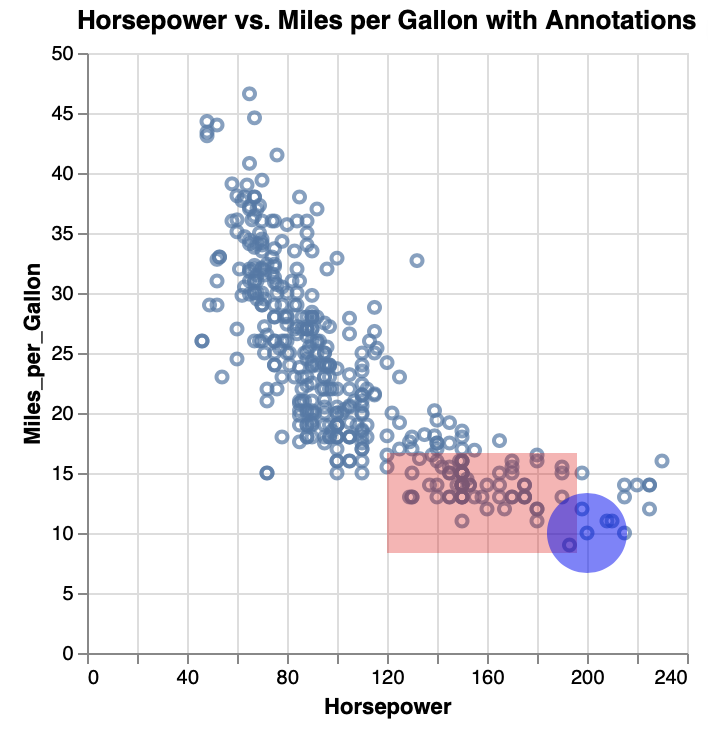 Horsepower vs. Miles per Gallon with Annotations
50
45
40
35
30
25
20
15
10
5
0
Miles_per_Gallon
0 40 80 120 160 200 240
Horsepower